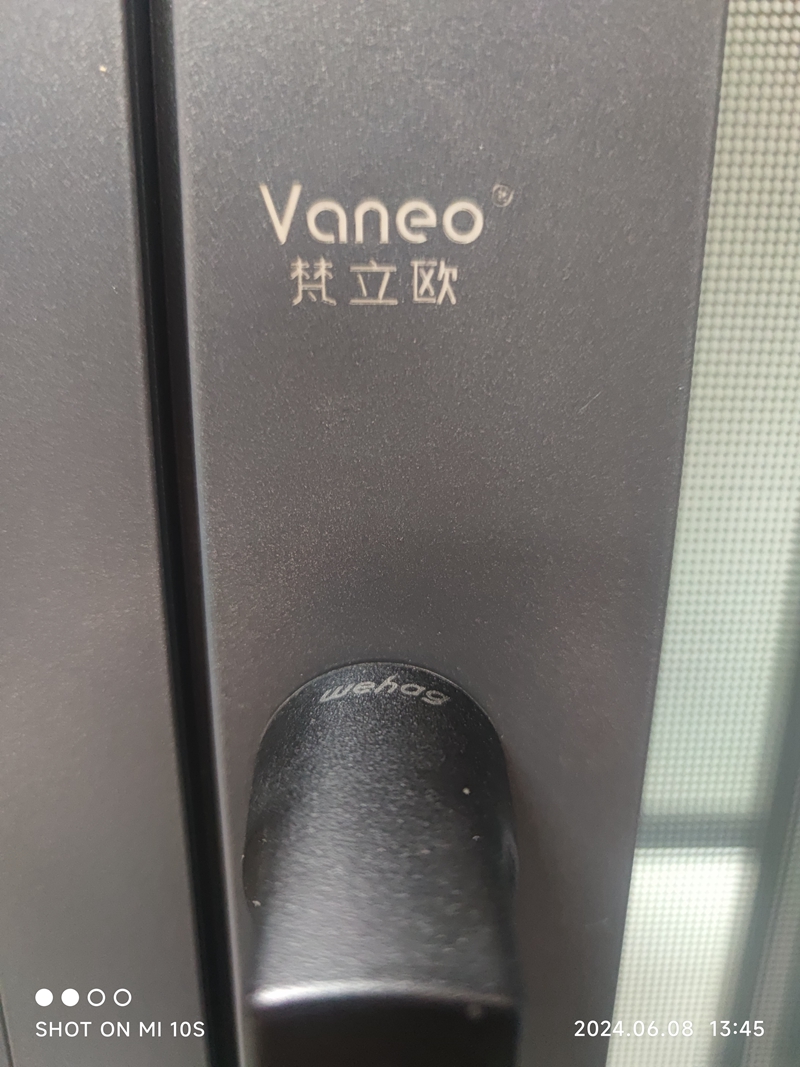 Vaneo®
梵立欧
wehag
SHOT ON MI 10S
2024.06.08 13:45